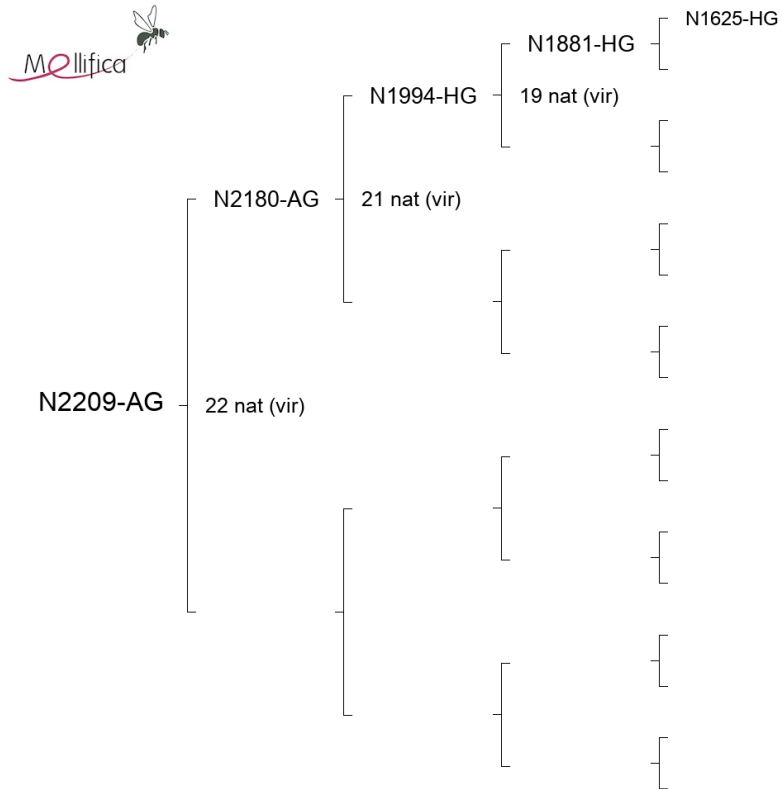 Mellifica
N1625-HG
N1881-HG
N1994-HG
19 nat (vir)
N2180-AG
21 nat (vir)
N2209-AG
22 nat (vir)